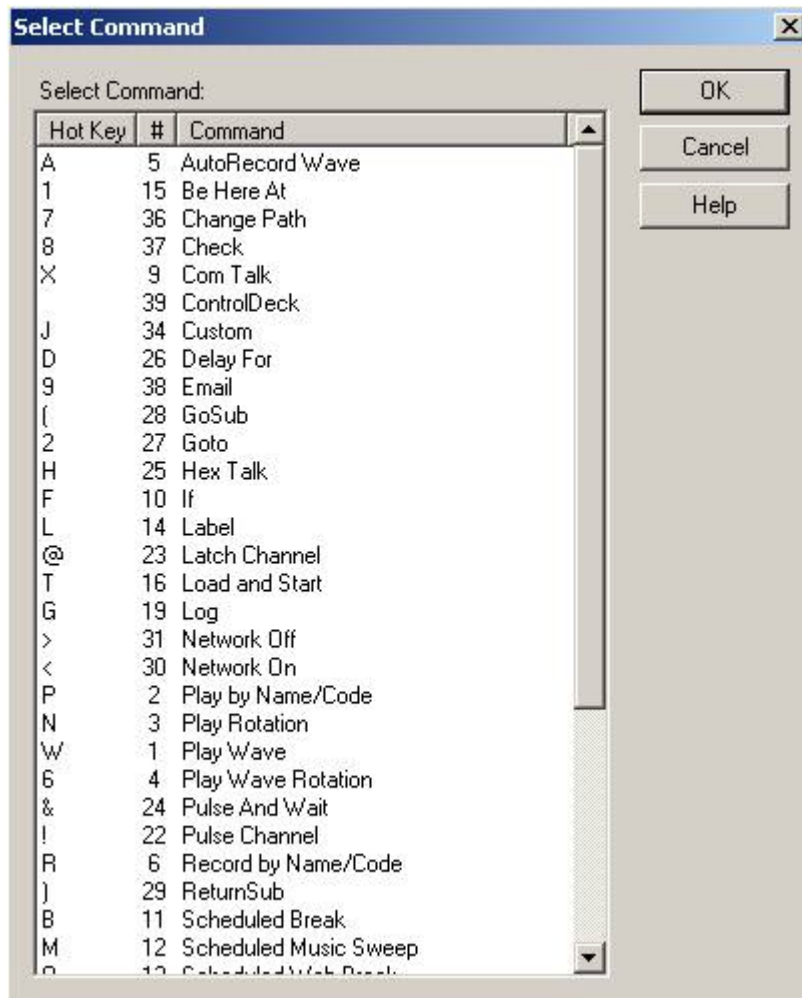 Select Command
Select Command:
OK
Cancel
Help
Hot Key # Command
A 5 AutoRecord Wave
1 15 Be Here At
7 36 Change Path
8 37 Check
X 9 Com Talk
39 ControlDeck
J 34 Custom
D 26 Delay For
9 38 Email
( 28 GoSub
2 27 Goto
H 25 Hex Talk
F 10 If
L 14 Label
@ 23 Latch Channel
T 16 Load and Start
G 19 Log
> 31 Network Off
< 30 Network On
P 2 Play by Name/Code
N 3 Play Rotation
W 1 Play Wave
6 4 Play Wave Rotation
& 24 Pulse And Wait
! 22 Pulse Channel
R 6 Record by Name/Code
) 29 ReturnSub
B 11 Scheduled Break
M 12 Scheduled Music Sweep
13 Scheduled Web Break